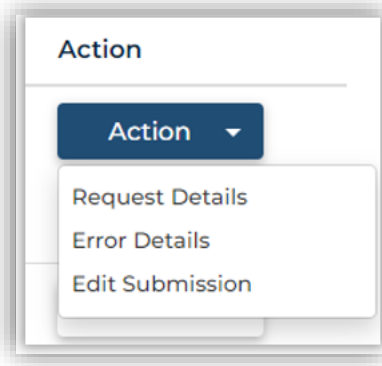 Action
Action
Request Details
Error Details
Edit Submission